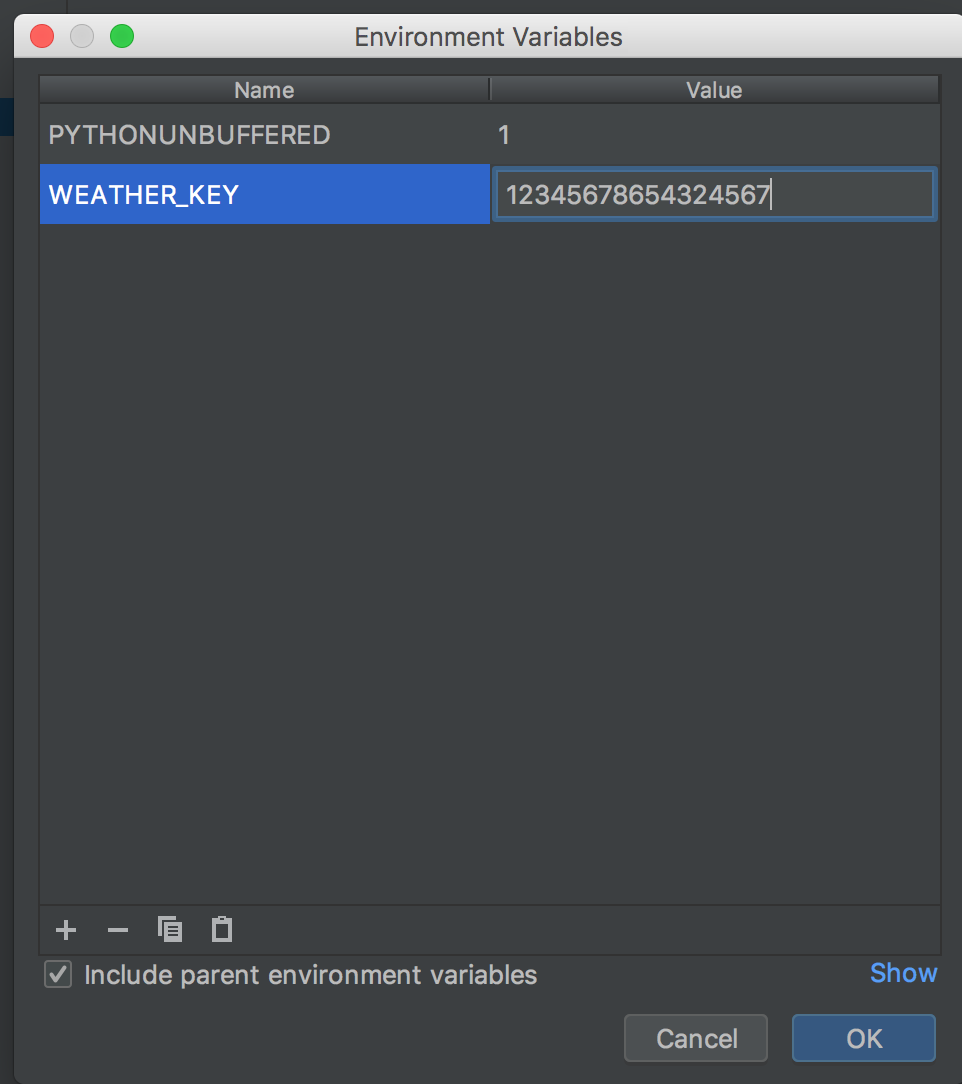 Environment Variables
Name Value
PYTHONUNBUFFERED 1
WEATHER_KEY 12345678654324567
Include parent environment variables Show
Cancel OK